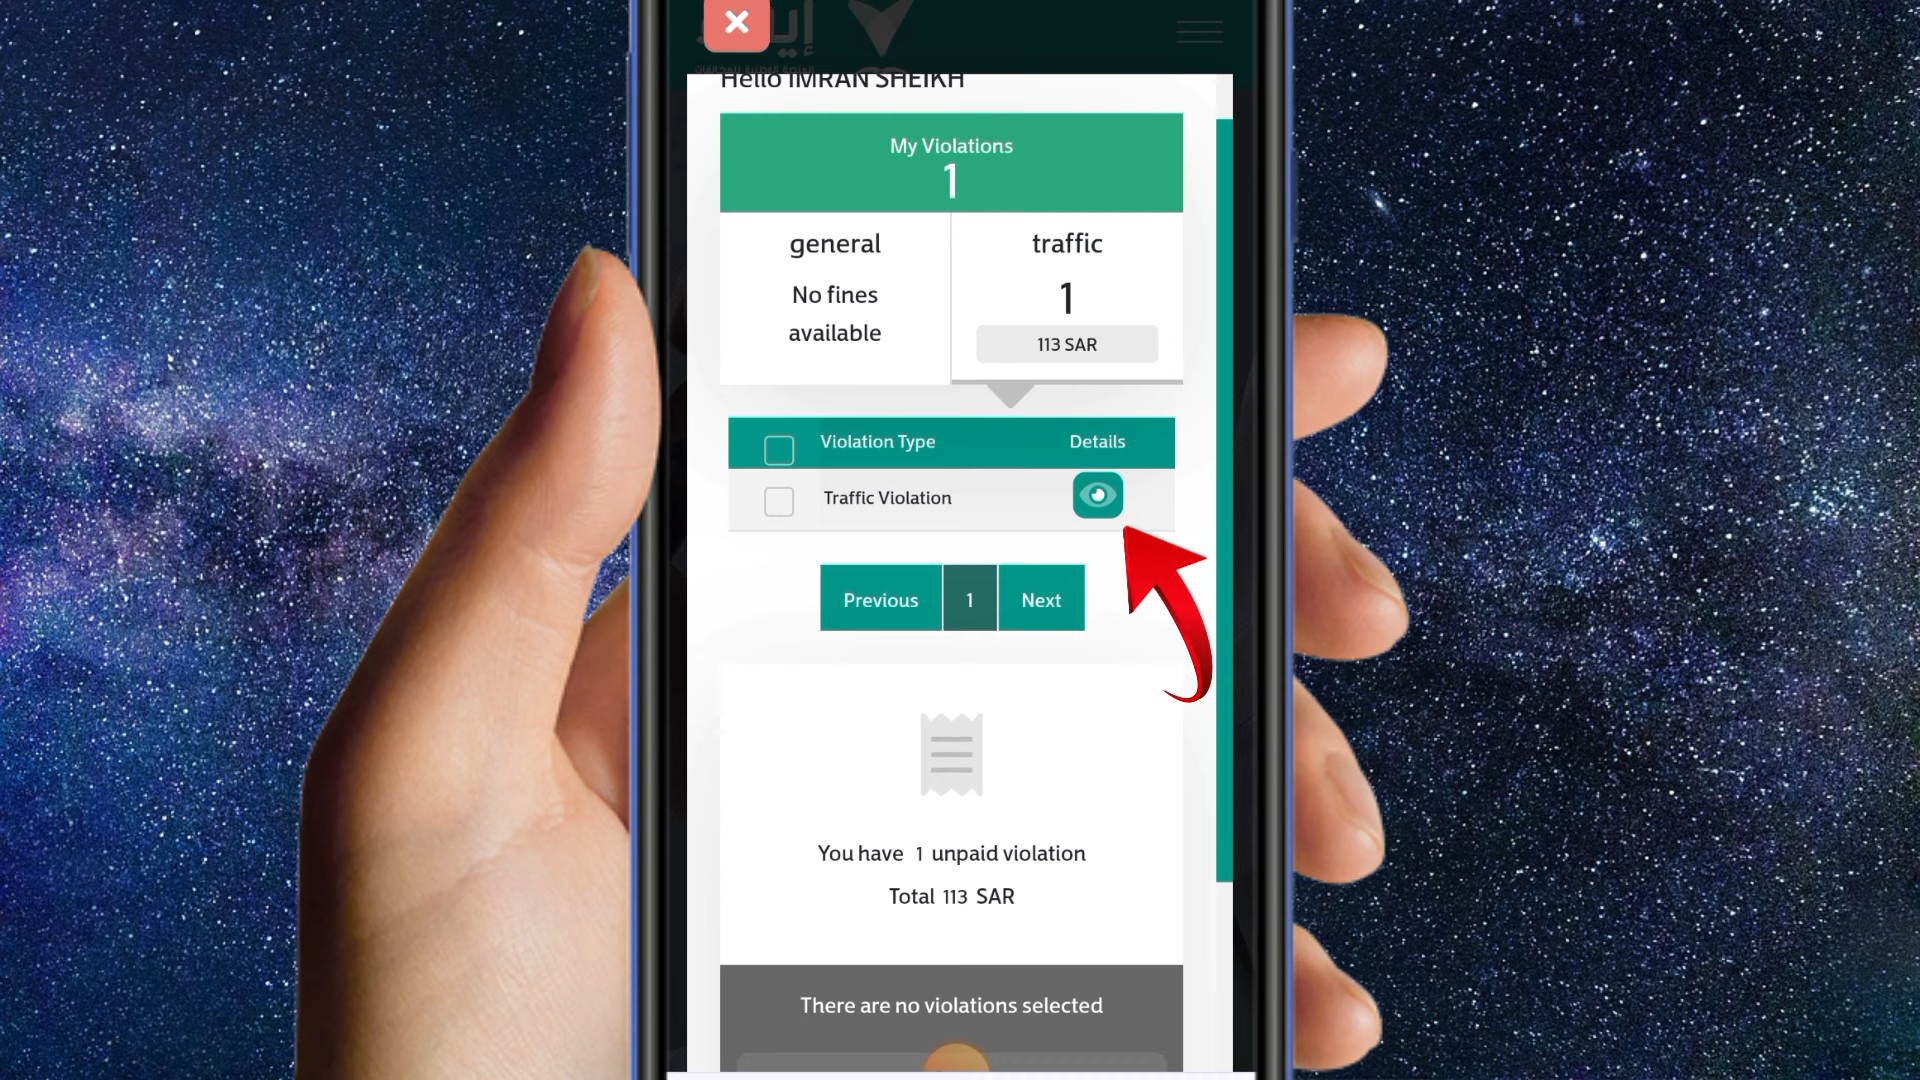 Hello IMRAN SHEIKH
My Violations
1
general
No fines
available
traffic
1
113 SAR
Violation Type
Details
Traffic Violation
Previous
1
Next
You have 1 unpaid violation
Total 113 SAR
There are no violations selected